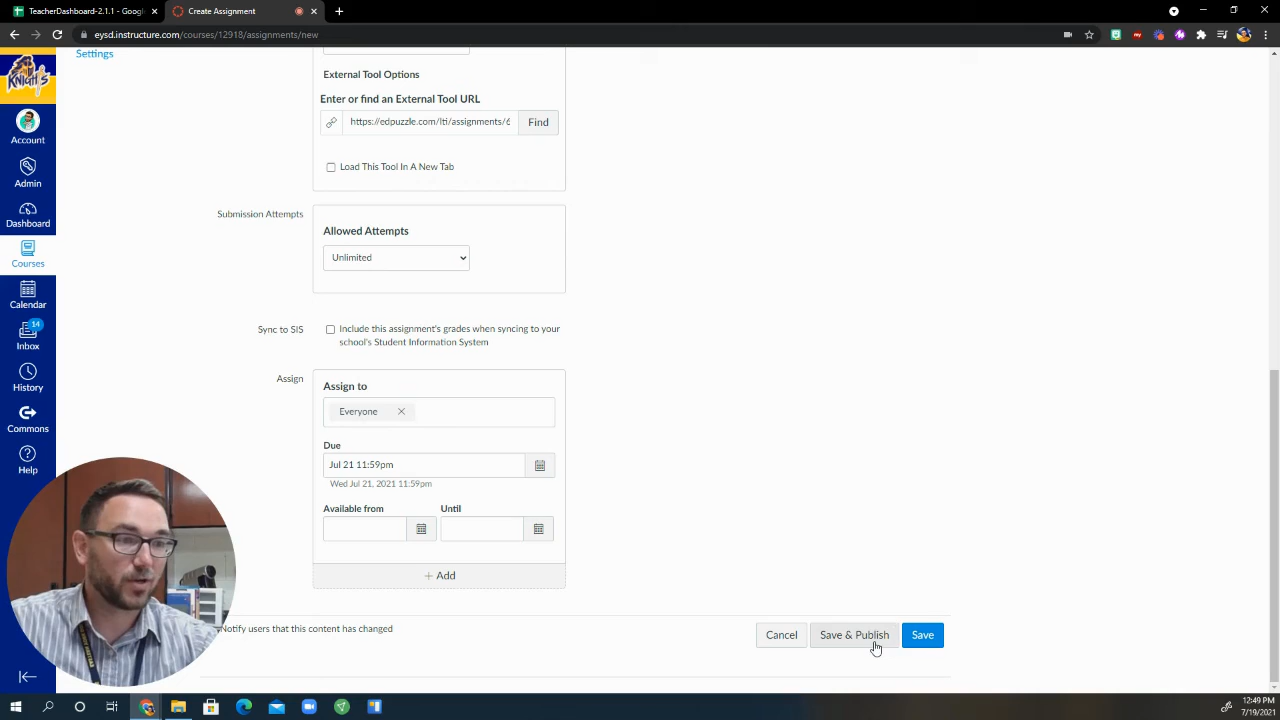 TeacherDashboard-2.1.1 - Googl
Create Assignment
eysd.instructure.com/courses/12918/assignments/new
Settings
KNIGHTS
Account
Admin
Dashboard
Courses
Calendar
14
Inbox
History
Commons
Help
External Tool Options
Enter or find an External Tool URL
https://edpuzzle.com/lti/assignments/6
Find
Load This Tool In A New Tab
Submission Attempts
Allowed Attempts
Unlimited
Sync to SIS
Include this assignment's grades when syncing to your
school's Student Information System
Assign
Assign to
Everyone
Due
Jul 21 11:59pm
Wed Jul 21, 2021 11:59pm
Available from
Until
+ Add
Notify users that this content has changed
Cancel
Save & Publish
Save
12:49 PM
7/19/2021